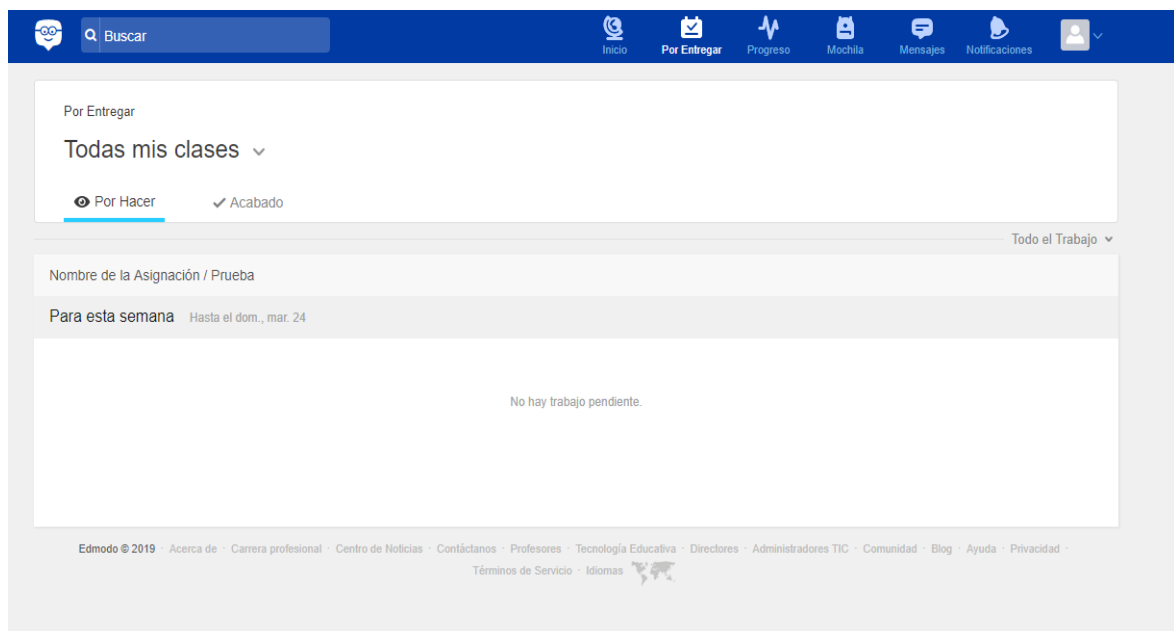 Buscar
Inicio Por Entregar Progreso Mochila Mensajes Notificaciones
Por Entregar
Todas mis clases
Por Hacer Acabado
Todo el Trabajo
Nombre de la Asignación / Prueba
Para esta semana Hasta el dom., mar. 24
No hay trabajo pendiente.
Edmodo © 2019 · Acerca de · Carrera profesional · Centro de Noticias · Contáctanos · Profesores · Tecnología Educativa · Directores · Administradores TIC · Comunidad · Blog · Ayuda · Privacidad ·
Términos de Servicio · Idiomas